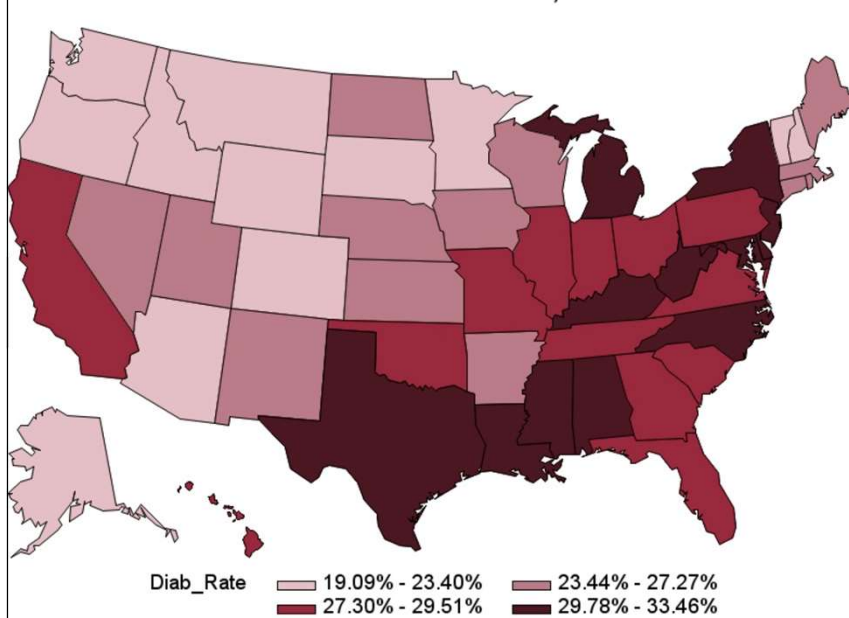 Diab_Rate 19.09% - 23.40% 23.44% - 27.27%
27.30% - 29.51% 29.78% - 33.46%